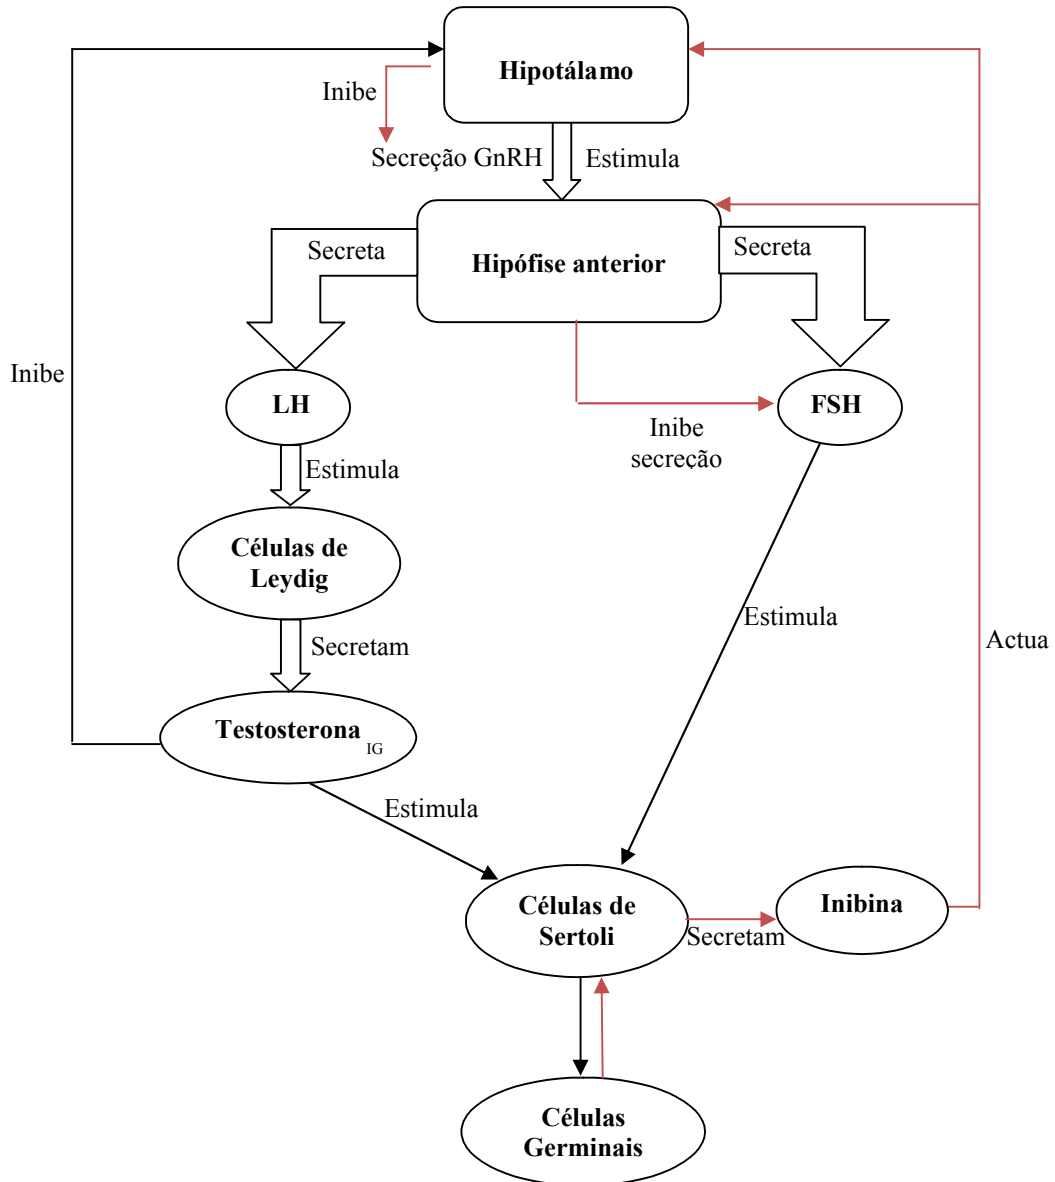 Hipotálamo
Inibe
Secreção GnRH
Estimula
Hipófise anterior
Secreta
Secreta
Inibe
LH
FSH
Inibe
secreção
Estimula
Células de
Leydig
Estimula
Secretam
Actua
Testosterona
IG
Estimula
Células de
Sertoli
Secretam
Inibina
Células
Germinais